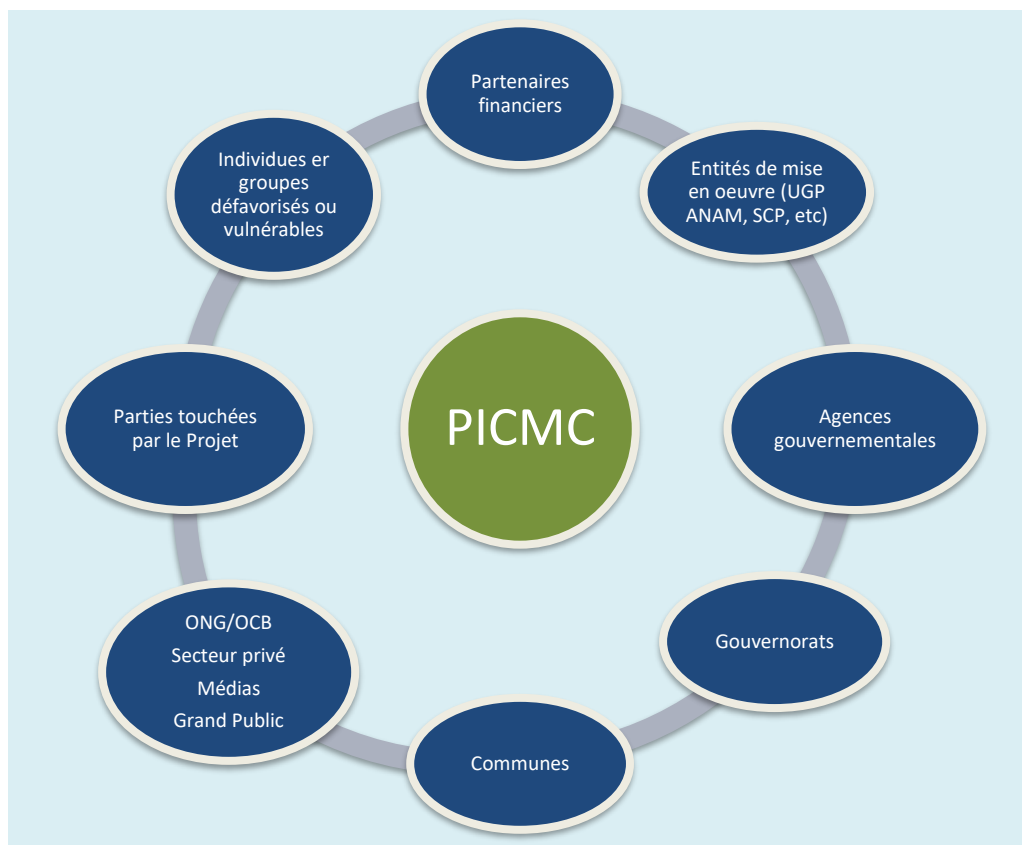 Partenaires
financiers
Entités de mise
en oeuvre (UGP
ANAM, SCP, etc)
Agences
gouvernementales
Gouvernorats
Communes
ONG/OCB
Secteur privé
Médias
Grand Public
Parties touchées
par le Projet
Individues er
groupes
défavorisés ou
vulnérables
PICMC